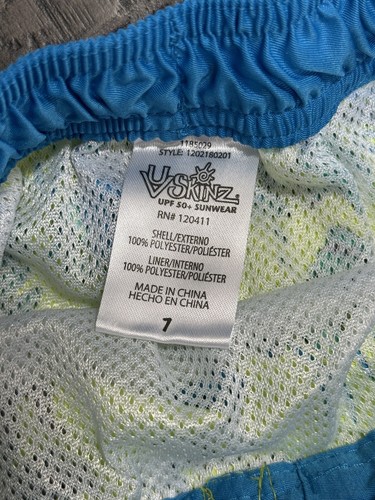 1185029
STYLE: 1202180201
UV SKINZ
UPF 50+ SUNWEAR
RN# 120411
SHELL/EXTERNO
100% POLYESTER/POLIÉSTER
LINER/INTERNO
100% POLYESTER/POLIÉSTER
MADE IN CHINA
HECHO EN CHINA
7